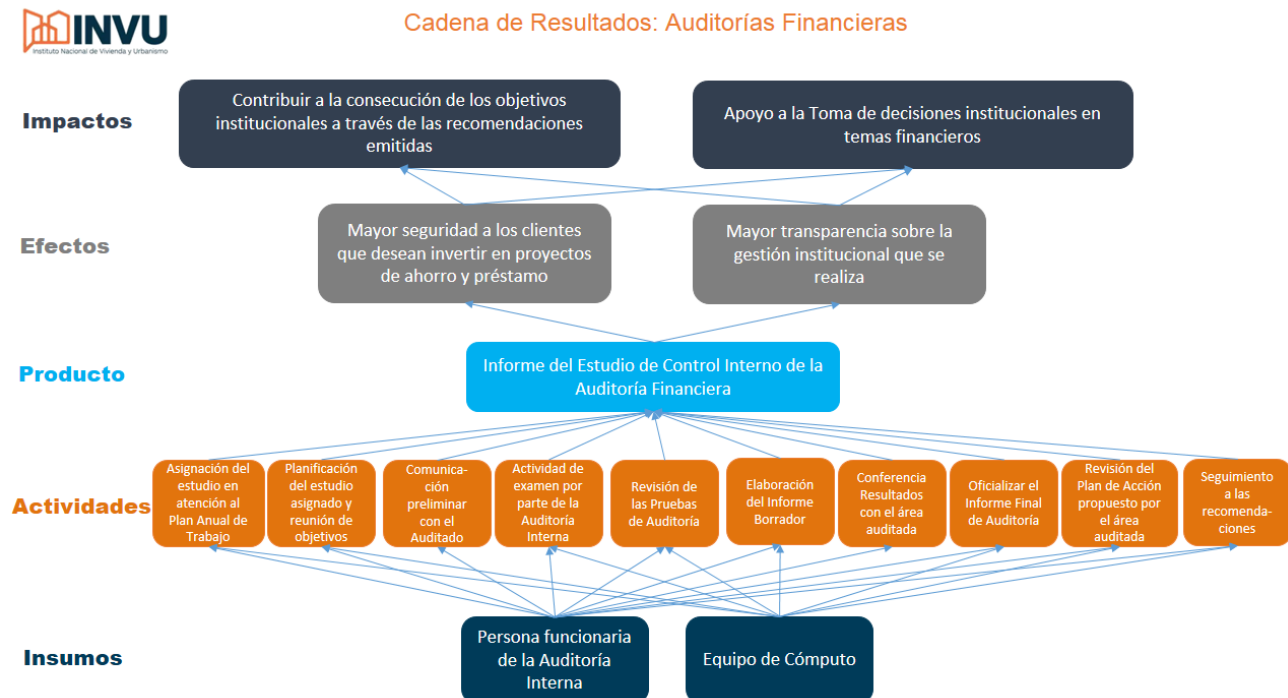 INVU
Instituto Nacional de Vivienda y Urbanismo
Cadena de Resultados: Auditorías Financieras
Impactos
Contribuir a la consecución de los objetivos
institucionales a través de las recomendaciones
emitidas
Apoyo a la Toma de decisiones institucionales en
temas financieros
Efectos
Mayor seguridad a los clientes
que desean invertir en proyectos
de ahorro y préstamo
Mayor transparencia sobre la
gestión institucional que se
realiza
Producto
Informe del Estudio de Control Interno de la
Auditoría Financiera
Actividades
Asignación del
estudio en
atención al
Plan Anual de
Trabajo
Planificación
del estudio
asignado y
reunión de
objetivos
Comunica-
ción
preliminar
con el
Auditado
Actividad de
examen por
parte de la
Auditoría
Interna
Revisión de
las Pruebas
de Auditoría
Elaboración
del Informe
Borrador
Conferencia
Resultados
con el área
auditada
Oficializar el
Informe Final
de Auditoría
Revisión del
Plan de Acción
propuesto por
el área
auditada
Seguimiento
a las
recomenda-
ciones
Insumos
Persona funcionaria
de la Auditoría
Interna
Equipo de Cómputo